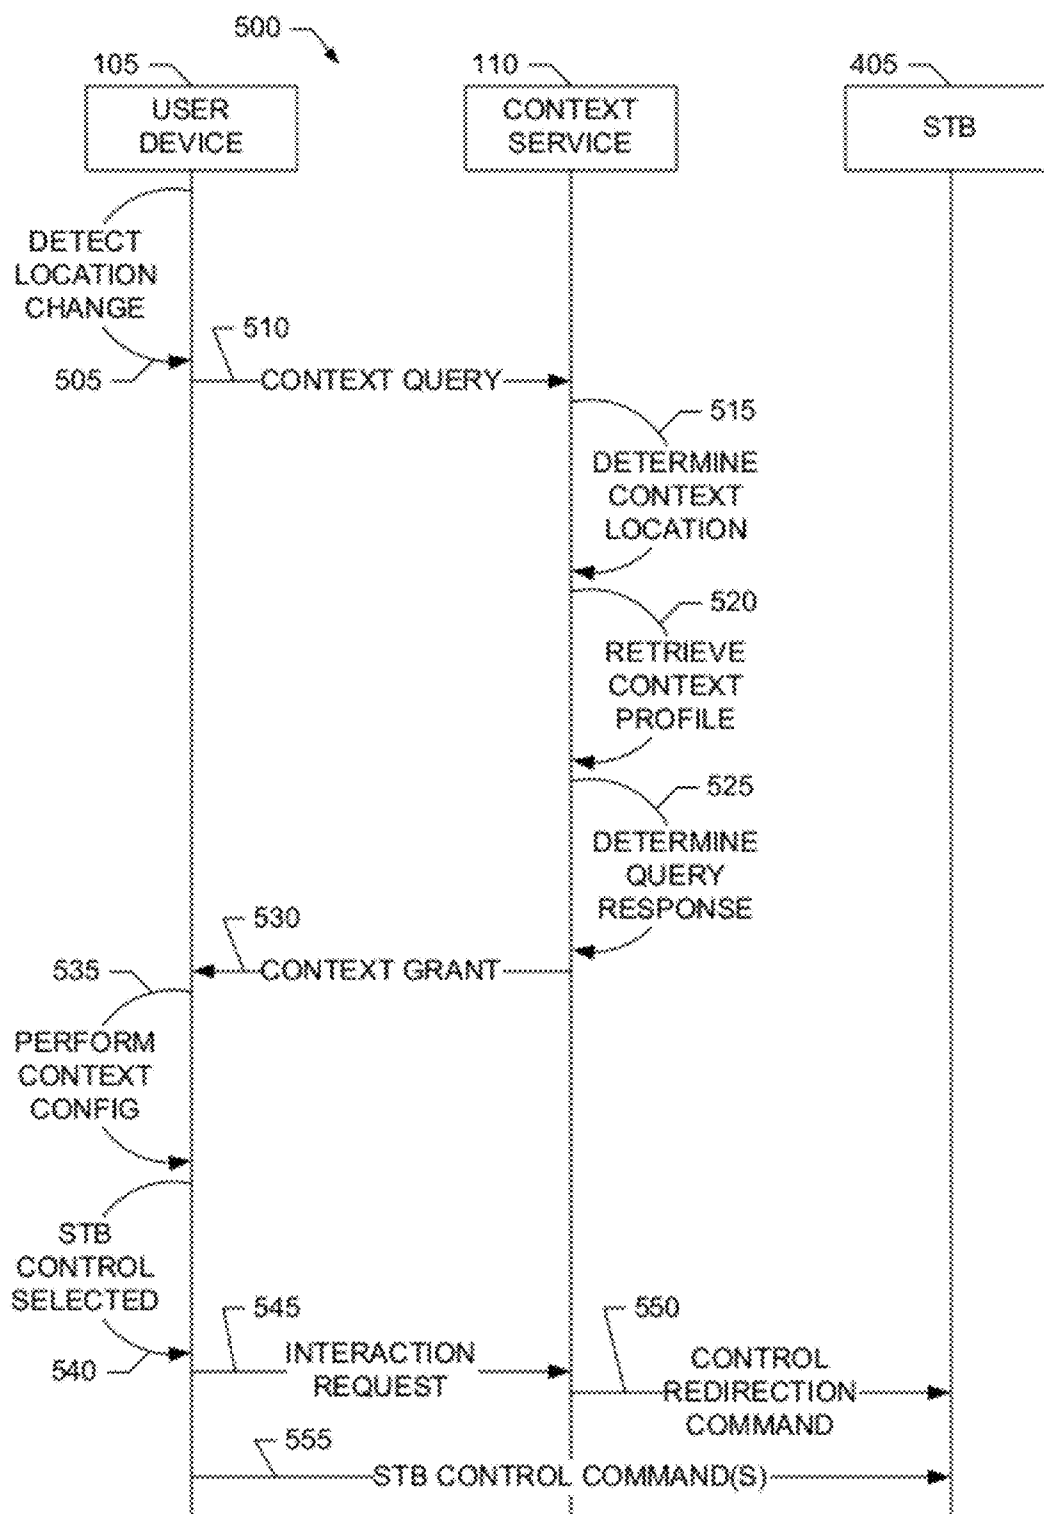 500
105
110
405
USER
DEVICE
CONTEXT
SERVICE
STB
DETECT
LOCATION
CHANGE
505
510
CONTEXT QUERY
515
DETERMINE
CONTEXT
LOCATION
520
RETRIEVE
CONTEXT
PROFILE
525
DETERMINE
QUERY
RESPONSE
530
CONTEXT GRANT
535
PERFORM
CONTEXT
CONFIG
STB
CONTROL
SELECTED
540
545
INTERACTION
REQUEST
550
CONTROL
REDIRECTION
COMMAND
555
STB CONTROL COMMAND(S)